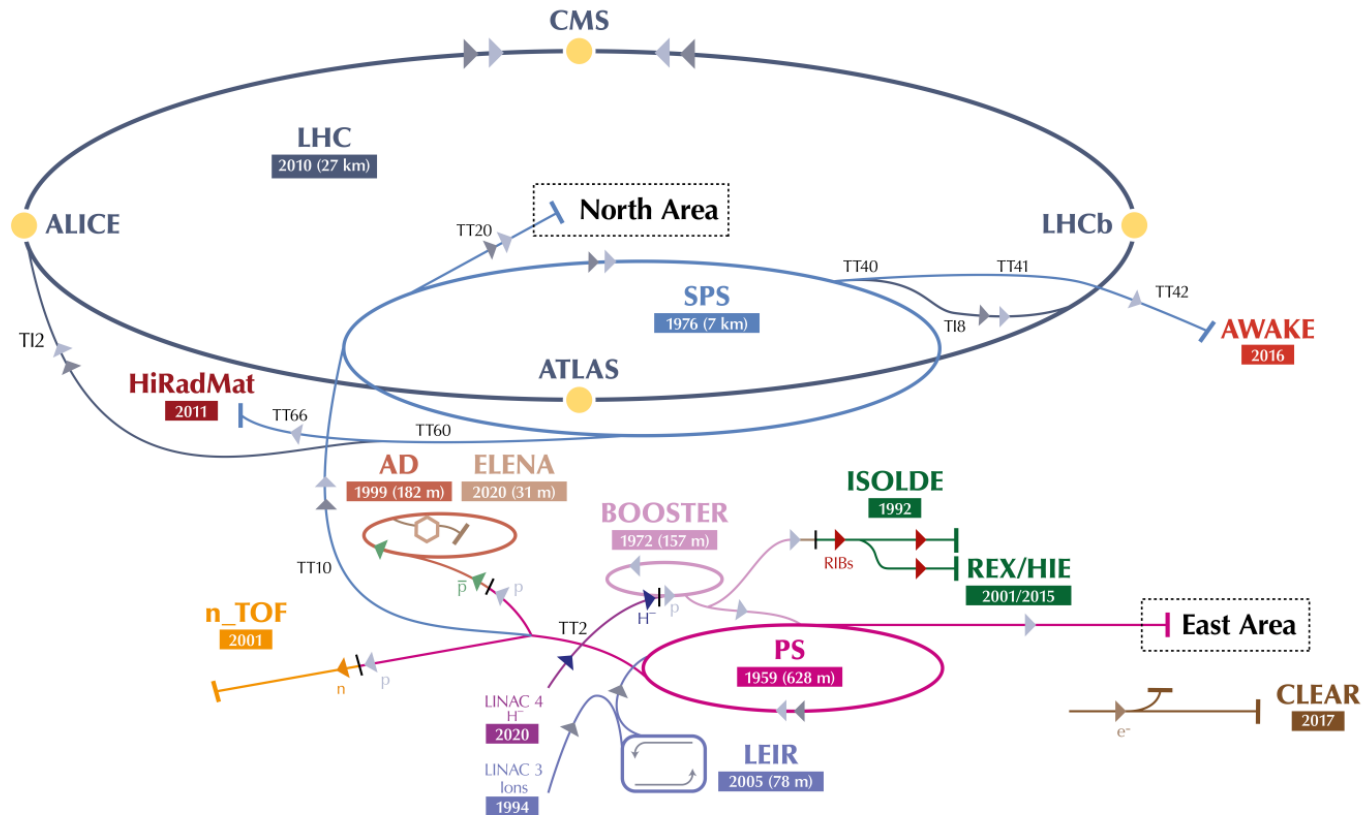 CMS
LHC
2010 (27 km)
North Area
TT20
ALICE
LHCb
TT40
TT41
TT42
SPS
1976 (7 km)
TI8
TI2
AWAKE
2016
ATLAS
HiRadMat
2011
TT66
TT60
AD
1999 (182 m)
ELENA
2020 (31 m)
ISOLDE
1992
BOOSTER
1972 (157 m)
RIBs
REX/HIE
2001/2015
TT10
p̅
p
H⁻
p
n_TOF
2001
TT2
East Area
n
p
PS
1959 (628 m)
LINAC 4
H⁻
2020
CLEAR
2017
e-
LEIR
2005 (78 m)
LINAC 3
Ions
1994